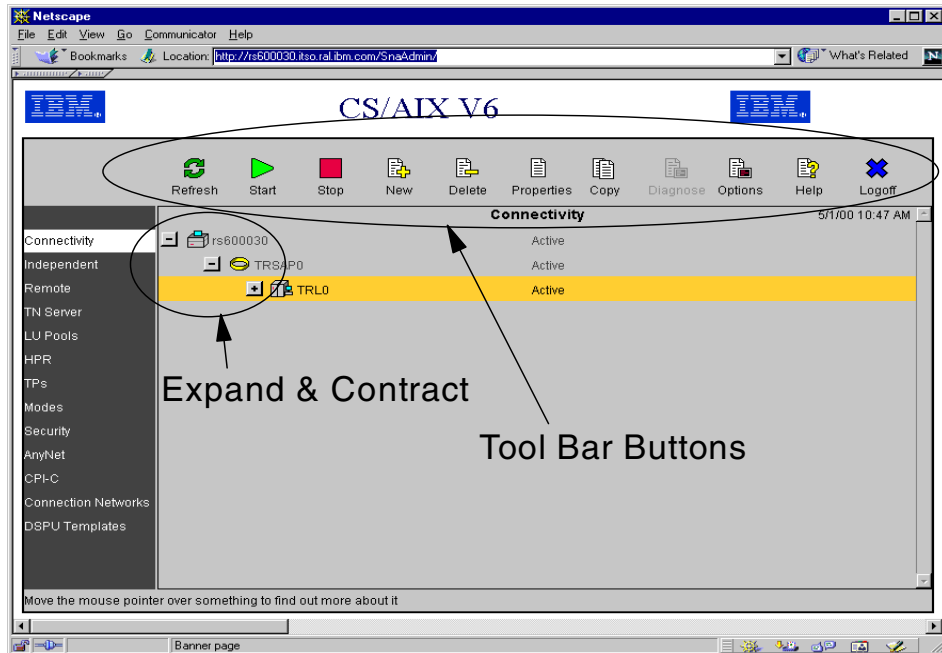 Netscape
File Edit View Go Communicator Help
Bookmarks Location: http://rs600030.itso.ral.ibm.com/SnaAdmin/ What's Related N
IBM CS/AIX V6 IBM
Refresh Start Stop New Delete Properties Copy Diagnose Options Help Logoff
Connectivity 5/1/00 10:47 AM
Connectivity
Independent
Remote
TN Server
LU Pools
HPR
TPs
Modes
Security
AnyNet
CPI-C
Connection Networks
DSPU Templates
rs600030 Active
TRSAP0 Active
TRL0 Active
Expand & Contract
Tool Bar Buttons
Move the mouse pointer over something to find out more about it
Banner page